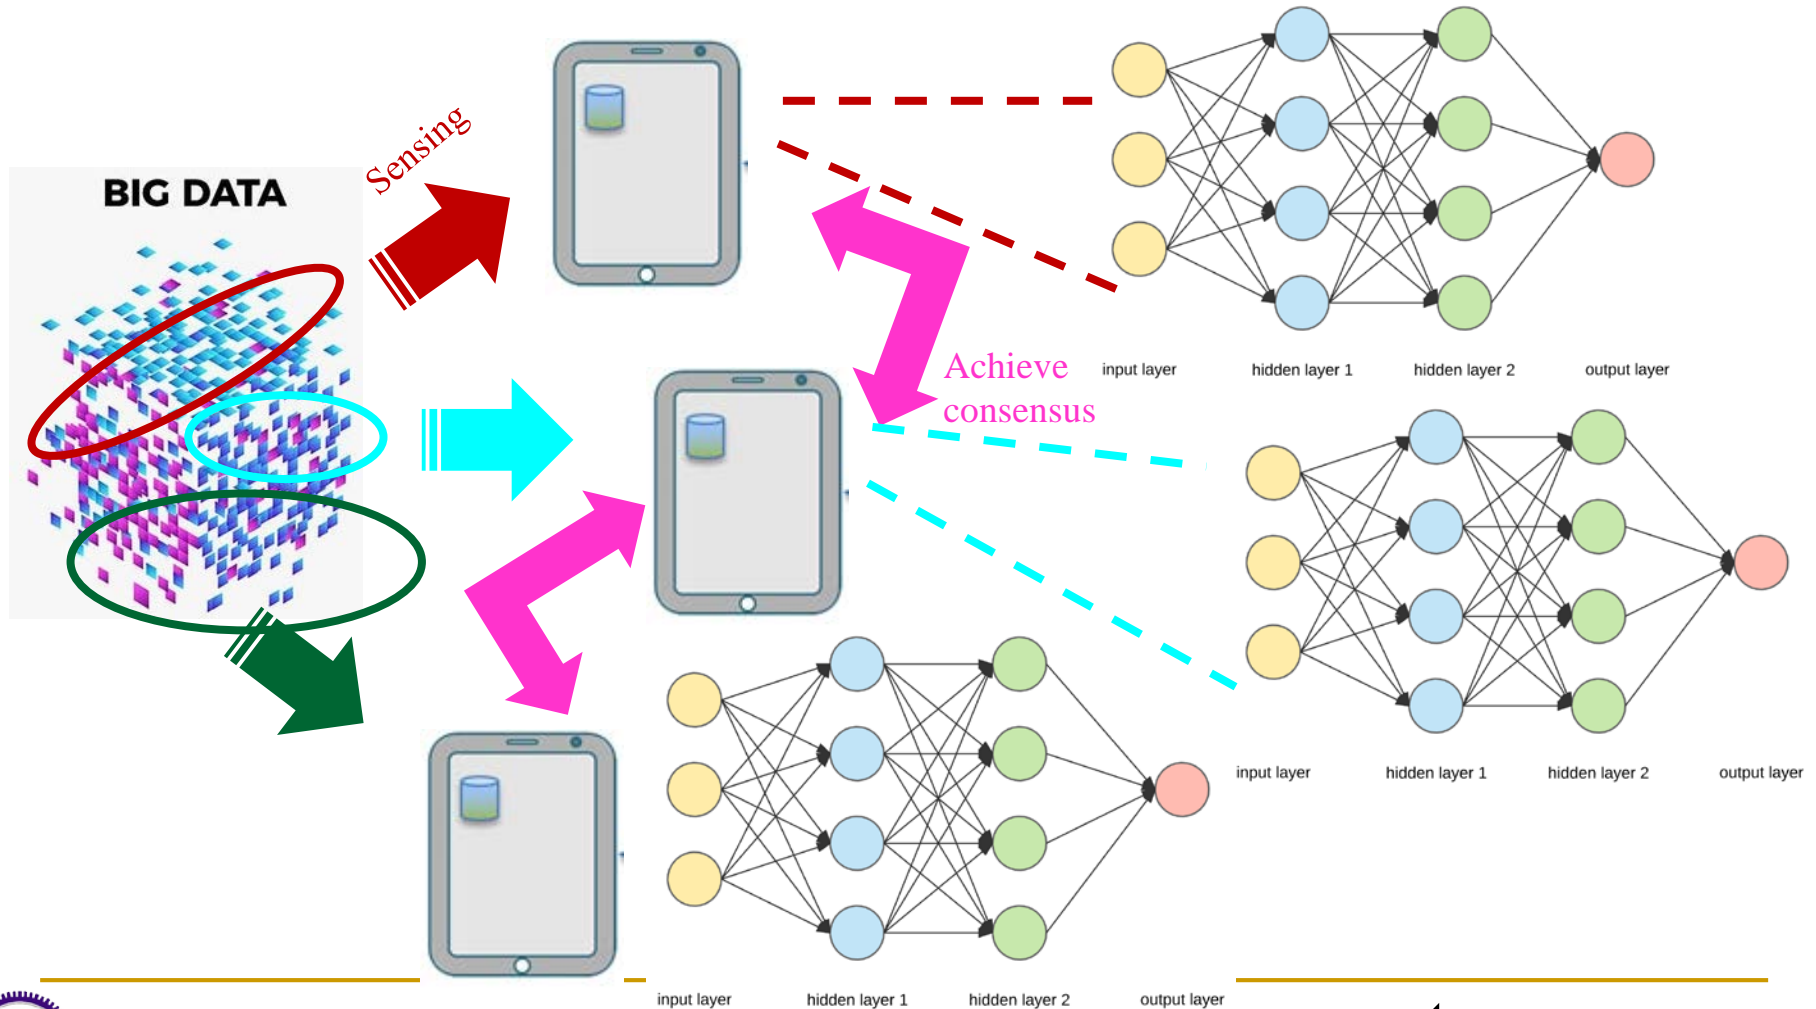 Sensing
BIG DATA
Achieve
consensus
input layer
hidden layer 1
hidden layer 2
output layer
input layer
hidden layer 1
hidden layer 2
output layer
input layer
hidden layer 1
hidden layer 2
output layer